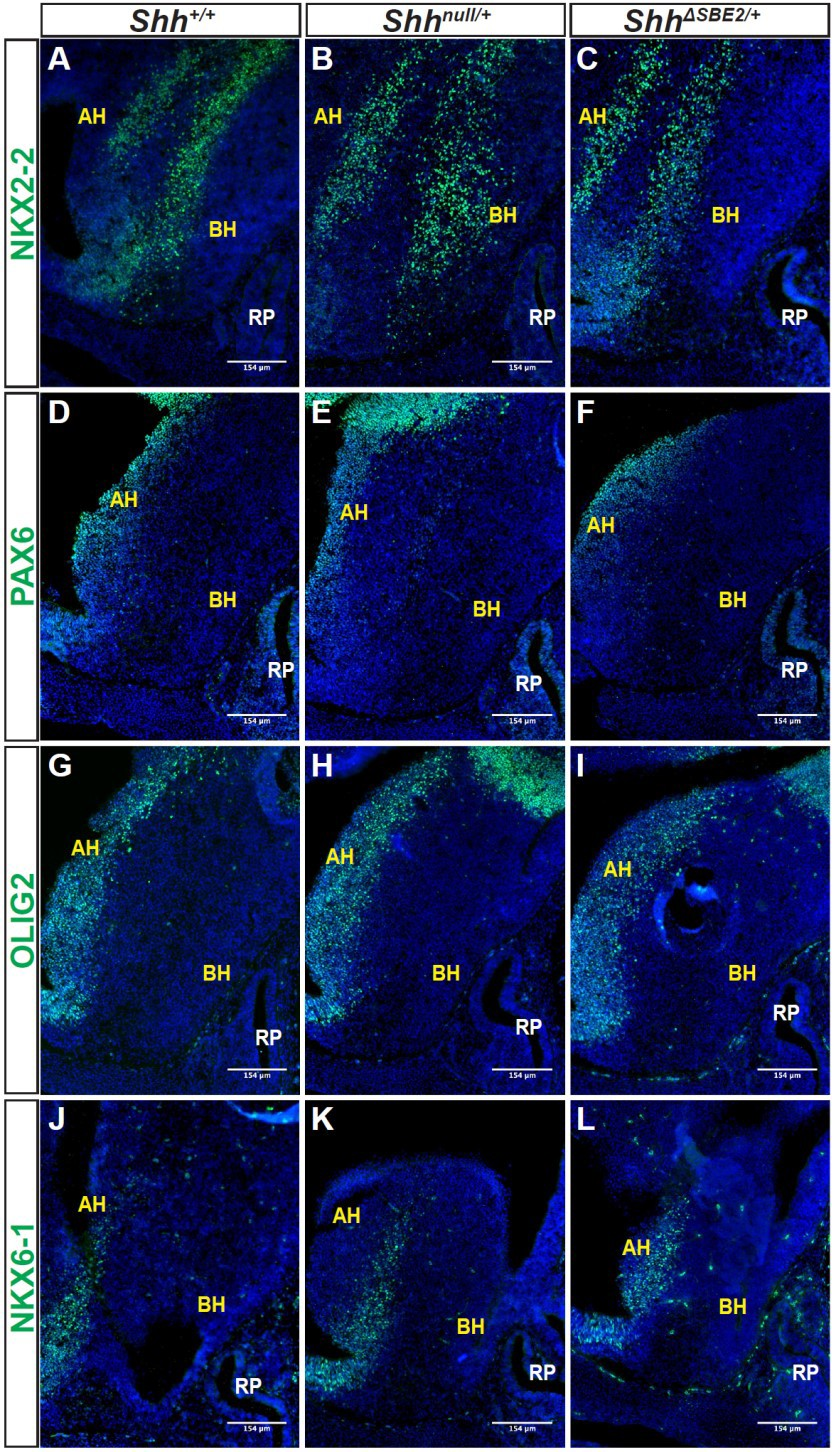 Shh+/+ Shhnull/+ ShhΔSBE2/+
NKX2-2
A
AH
BH
RP
154 µm
B
AH
BH
RP
154 µm
C
AH
BH
RP
154 µm
PAX6
D
AH
BH
RP
154 µm
E
AH
BH
RP
154 µm
F
AH
BH
RP
154 µm
OLIG2
G
AH
BH
RP
154 µm
H
AH
BH
RP
154 µm
I
AH
BH
RP
154 µm
NKX6-1
J
AH
BH
RP
154 µm
K
AH
BH
RP
154 µm
L
AH
BH
RP
154 µm